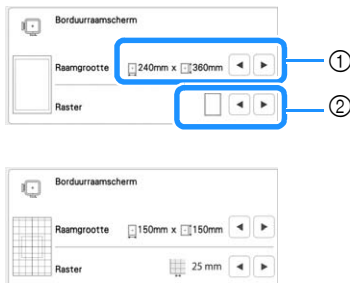 Borduurraamscherm
Raamgrootte 240mm x 360mm ①
Raster ②
Borduurraamscherm
Raamgrootte 150mm x 150mm
Raster 25 mm